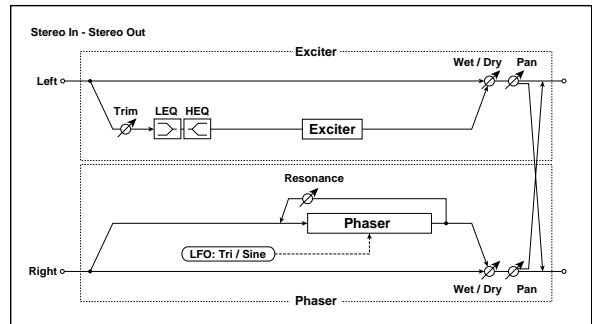 Stereo In - Stereo Out
Exciter
Wet / Dry Pan
Left
Trim LEQ HEQ
Exciter
Resonance
Phaser
LFO: Tri / Sine
Right
Wet / Dry Pan
Phaser